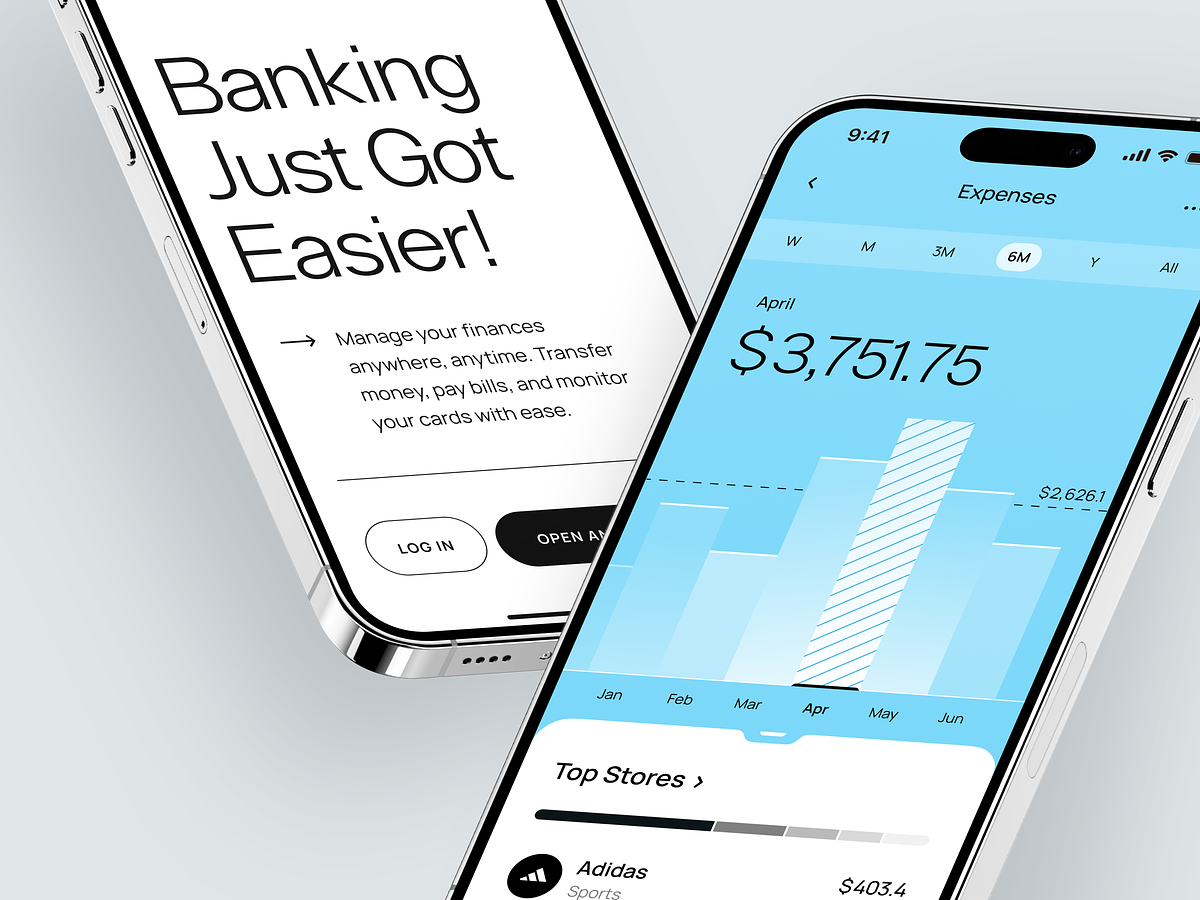 Banking
Just Got
Easier!
→ Manage your finances
anywhere, anytime. Transfer
money, pay bills, and monitor
your cards with ease.
LOG IN
OPEN
9:41
Expenses
W M 3M 6M Y All
April
$3,751.75
$2,626.1
Jan Feb Mar Apr May Jun
Top Stores ›
Adidas
Sports
$403.4